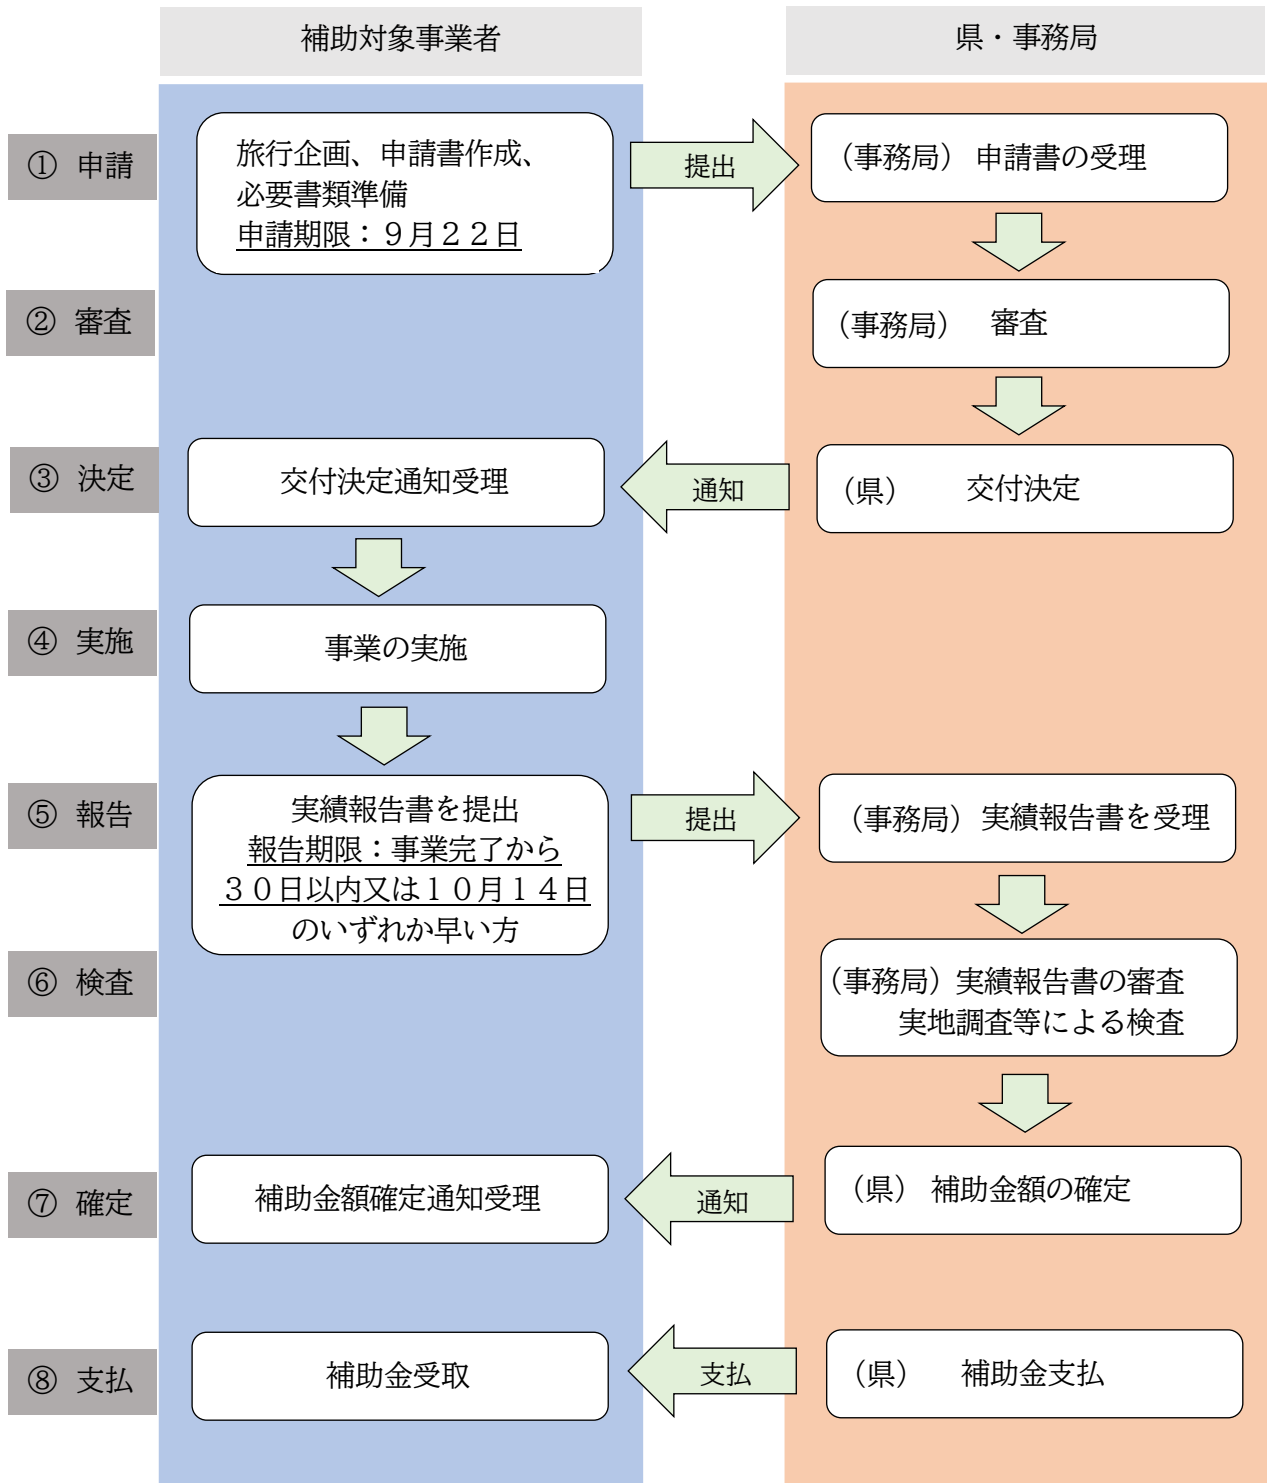 補助対象事業者
県・事務局
① 申請
旅行企画、申請書作成、
必要書類準備
申請期限：９月２２日
提出
（事務局）申請書の受理
② 審査
（事務局）　審査
③ 決定
交付決定通知受理
通知
（県）　交付決定
④ 実施
事業の実施
⑤ 報告
実績報告書を提出
報告期限：事業完了から
３０日以内又は１０月１４日
のいずれか早い方
提出
（事務局）実績報告書を受理
⑥ 検査
（事務局）実績報告書の審査
実地調査等による検査
⑦ 確定
補助金額確定通知受理
通知
（県）補助金額の確定
⑧ 支払
補助金受取
支払
（県）　補助金支払